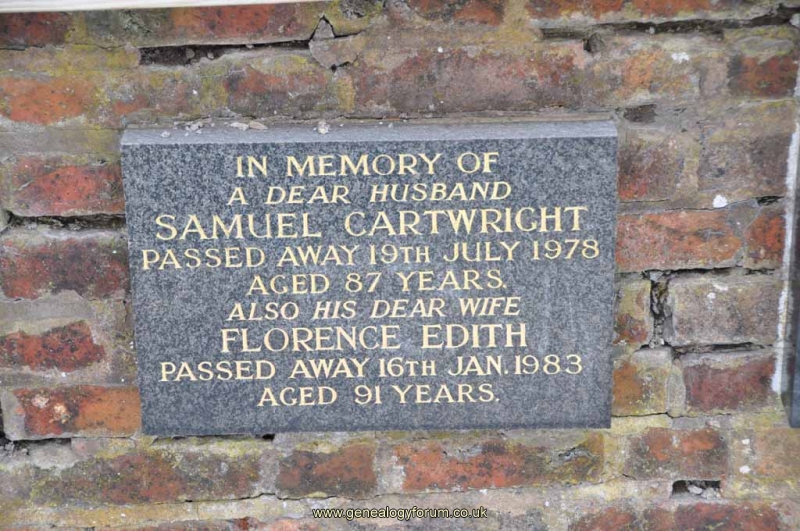 IN MEMORY OF
A DEAR HUSBAND
SAMUEL CARTWRIGHT
PASSED AWAY 19TH JULY 1978
AGED 87 YEARS.
ALSO HIS DEAR WIFE
FLORENCE EDITH
PASSED AWAY 16TH JAN. 1983
AGED 91 YEARS.
www.genealogyforum.co.uk